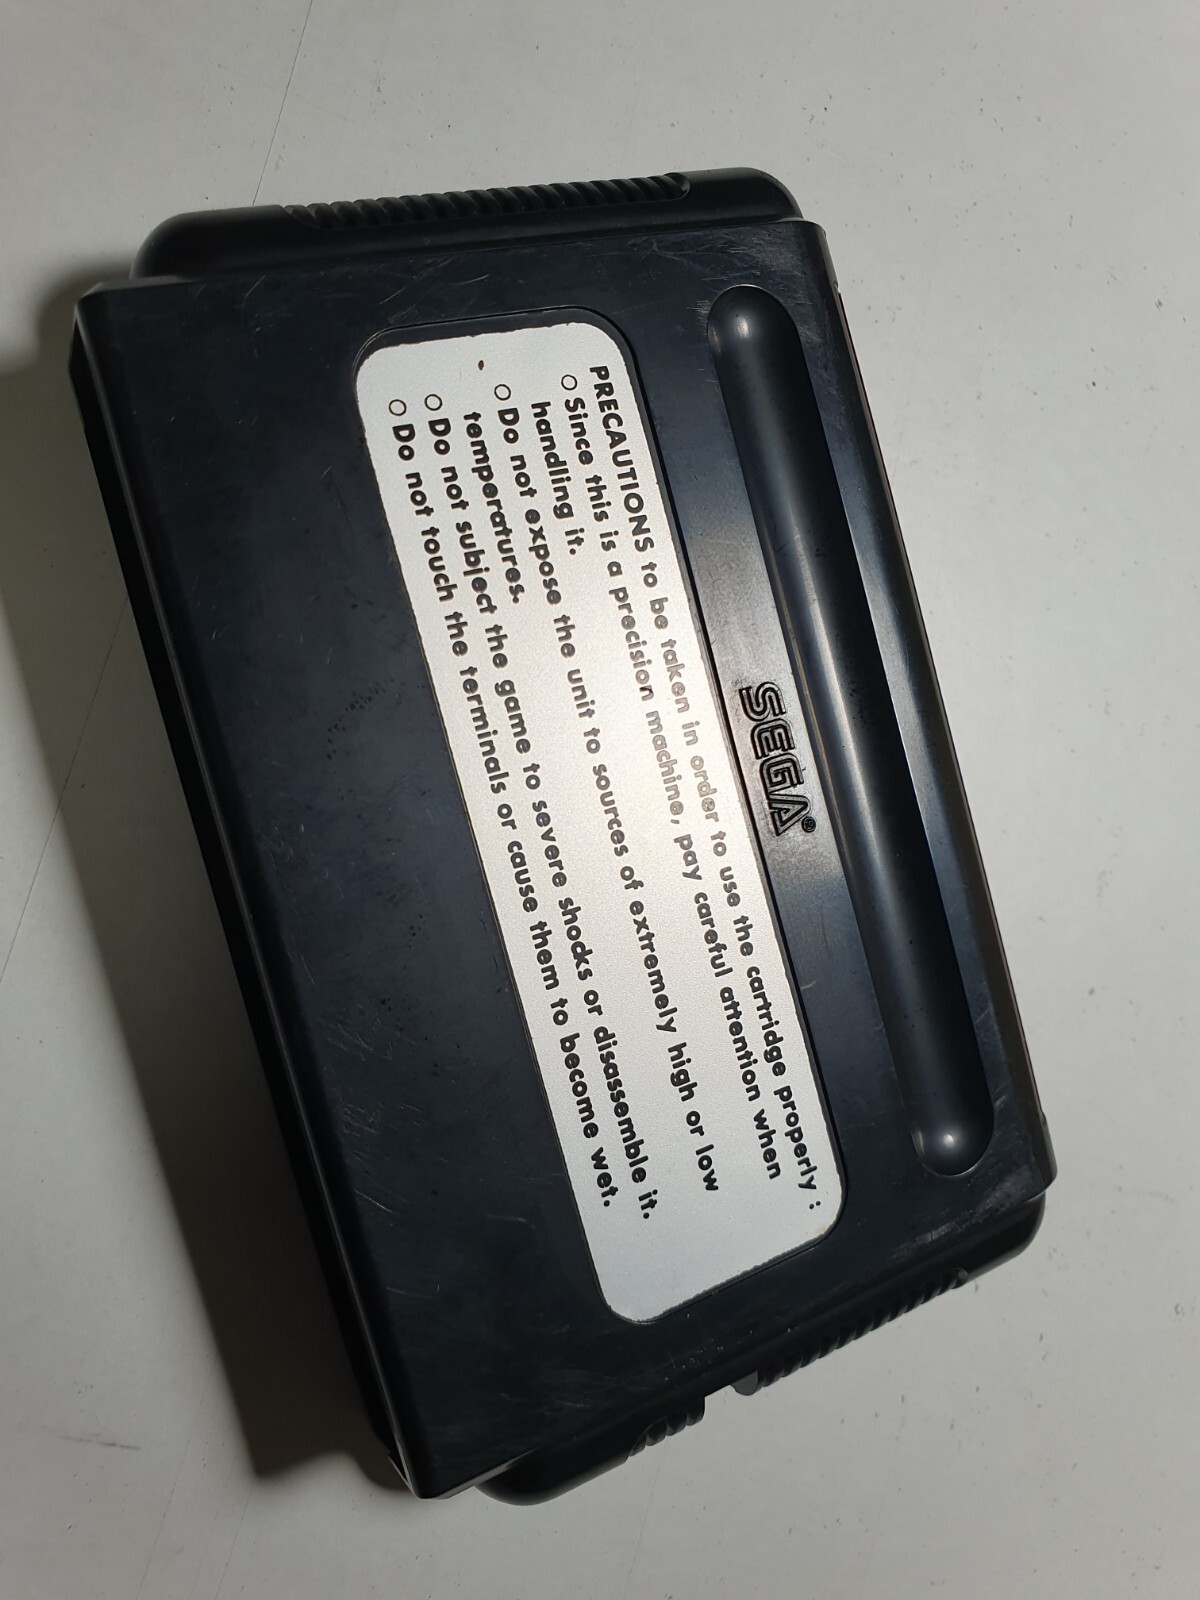 SEGA®
PRECAUTIONS to be taken in order to use the cartridge properly :
○ Since this is a precision machine, pay careful attention when
handling it.
○ Do not expose the unit to sources of extremely high or low
temperatures.
○ Do not subject the game to severe shocks or disassemble it.
○ Do not touch the terminals or cause them to become wet.